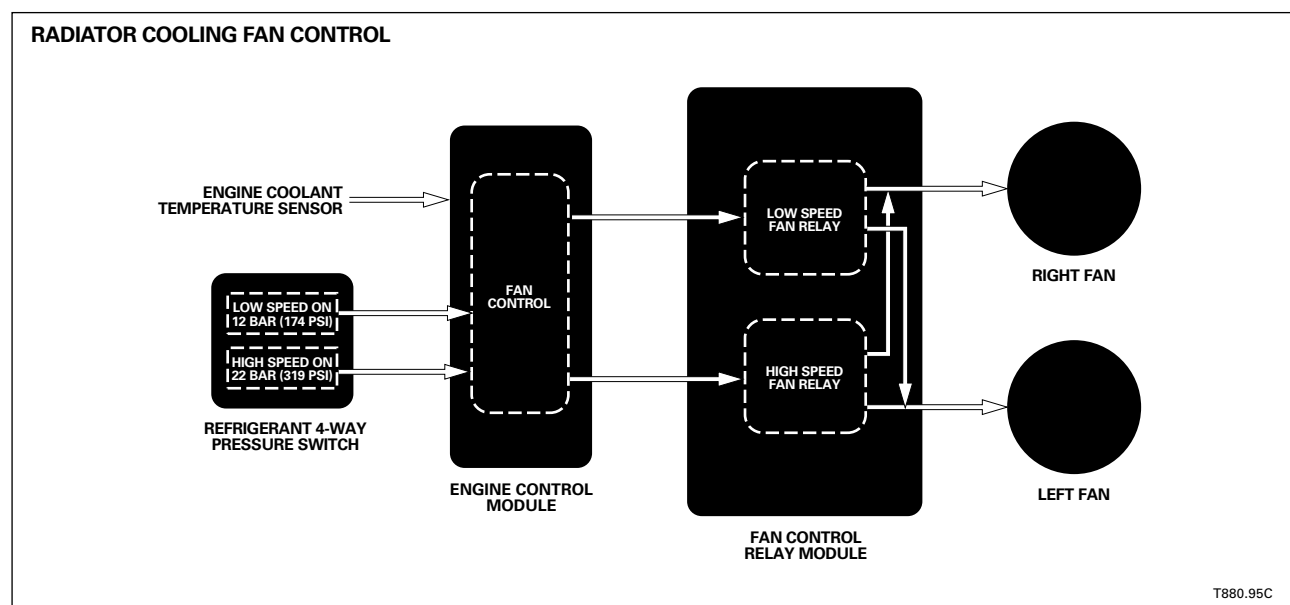 RADIATOR COOLING FAN CONTROL
ENGINE COOLANT
TEMPERATURE SENSOR
LOW SPEED ON
12 BAR (174 PSI)
HIGH SPEED ON
22 BAR (319 PSI)
REFRIGERANT 4-WAY
PRESSURE SWITCH
FAN
CONTROL
ENGINE CONTROL
MODULE
LOW SPEED
FAN RELAY
HIGH SPEED
FAN RELAY
FAN CONTROL
RELAY MODULE
RIGHT FAN
LEFT FAN
T880.95C